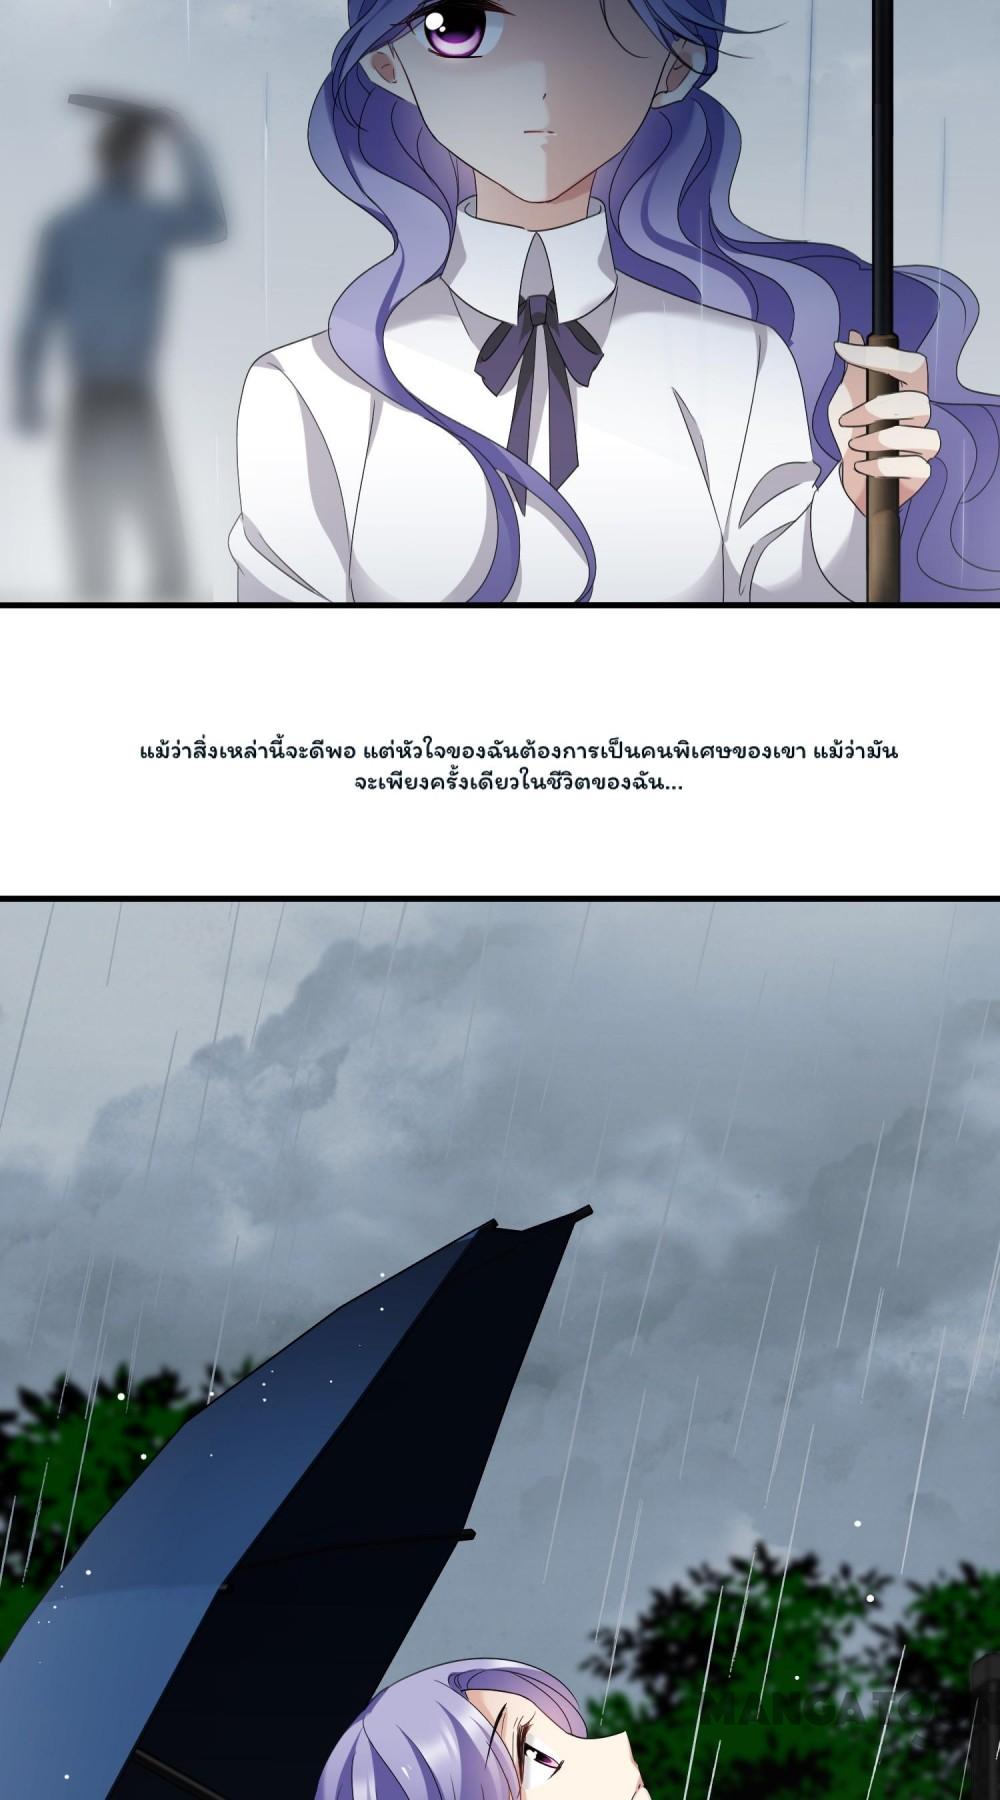 แม้ว่าสิ่งเหล่านี้จะดีพอ แต่หัวใจของฉันต้องการเป็นคนพิเศษของเขา แม้ว่ามัน
จะเพียงครั้งเดียวในชีวิตของฉัน...
MANGATOON